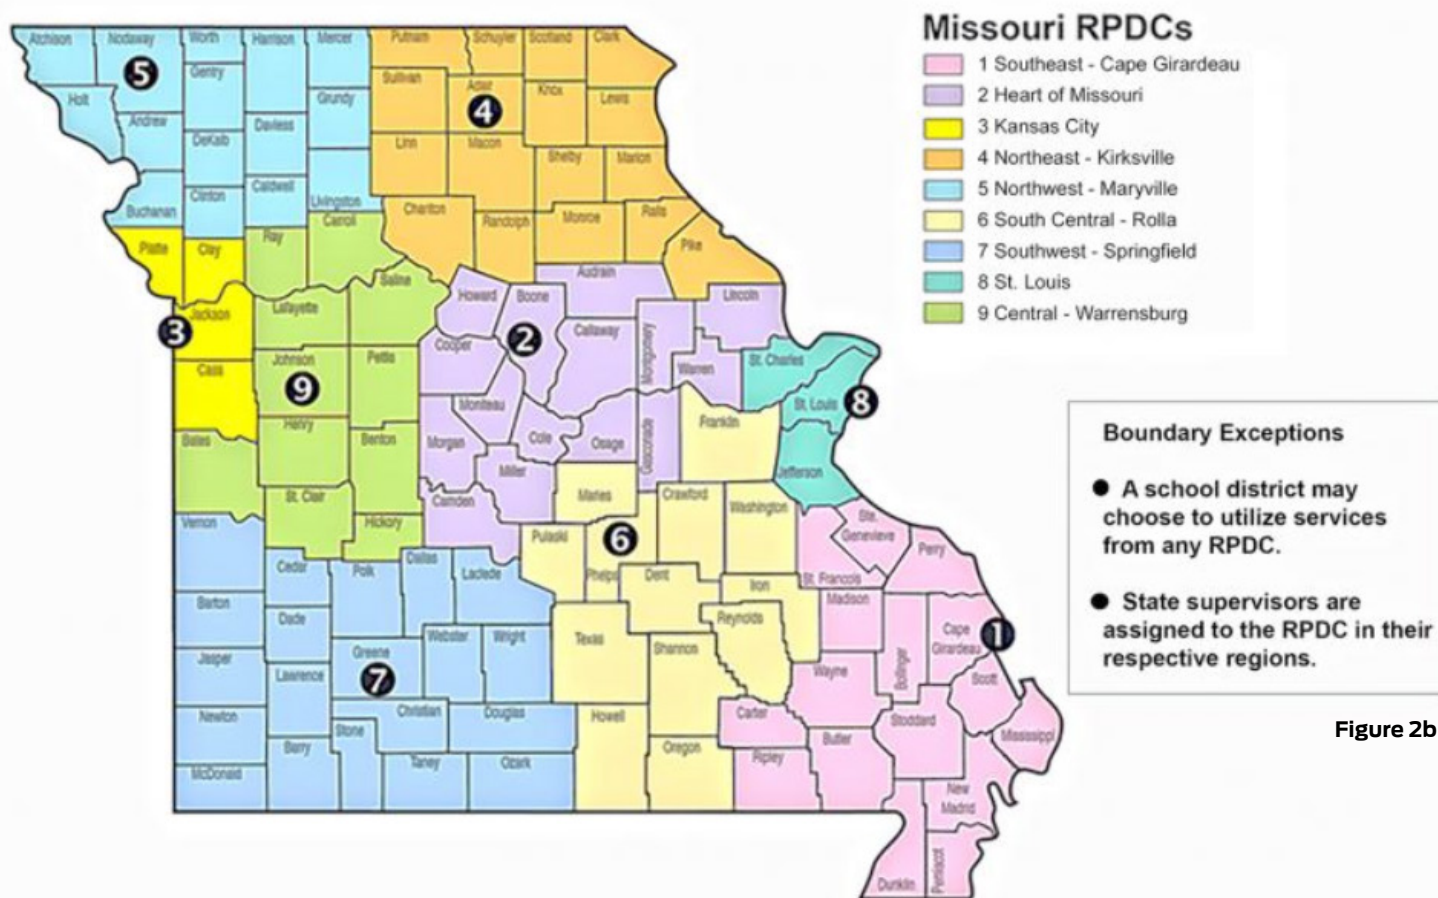 Missouri RPDCs
1 Southeast - Cape Girardeau
2 Heart of Missouri
3 Kansas City
4 Northeast - Kirksville
5 Northwest - Maryville
6 South Central - Rolla
7 Southwest - Springfield
8 St. Louis
9 Central - Warrensburg
Atchison
Nodaway
Worth
Harrison
Mercer
Putnam
Schuyler
Scotland
Clark
5
Gentry
Sullivan
Adair
Knox
Lewis
Holt
Grundy
4
Andrew
DeKalb
Daviess
Linn
Macon
Shelby
Marion
Buchanan
Clinton
Caldwell
Livingston
Chariton
Randolph
Monroe
Ralls
Carroll
Platte
Clay
Ray
Pike
Saline
Audrain
Howard
Boone
Lincoln
Jackson
3
Lafayette
2
Callaway
Montgomery
Cooper
Cass
Johnson
9
Pettis
Warren
St. Charles
St. Louis
8
Moniteau
Henry
Franklin
Bates
Benton
Morgan
Cole
Osage
Gasconade
Miller
Jefferson
St. Clair
Camden
Maries
Crawford
Washington
Vernon
Hickory
Ste.
Genevieve
Pulaski
6
Perry
Cedar
Polk
Dallas
Laclede
Phelps
Dent
Iron
St. Francois
Barton
Dade
Madison
Reynolds
Webster
Wright
Texas
Cape
Girardeau
1
Jasper
Lawrence
Greene
7
Shannon
Wayne
Bollinger
Scott
Newton
Christian
Douglas
Howell
Carter
Stoddard
Mississippi
Barry
Stone
Taney
Ozark
Oregon
Ripley
Butler
McDonald
New
Madrid
Dunklin
Pemiscot
Boundary Exceptions
● A school district may
choose to utilize services
from any RPDC.
● State supervisors are
assigned to the RPDC in their
respective regions.
Figure 2b